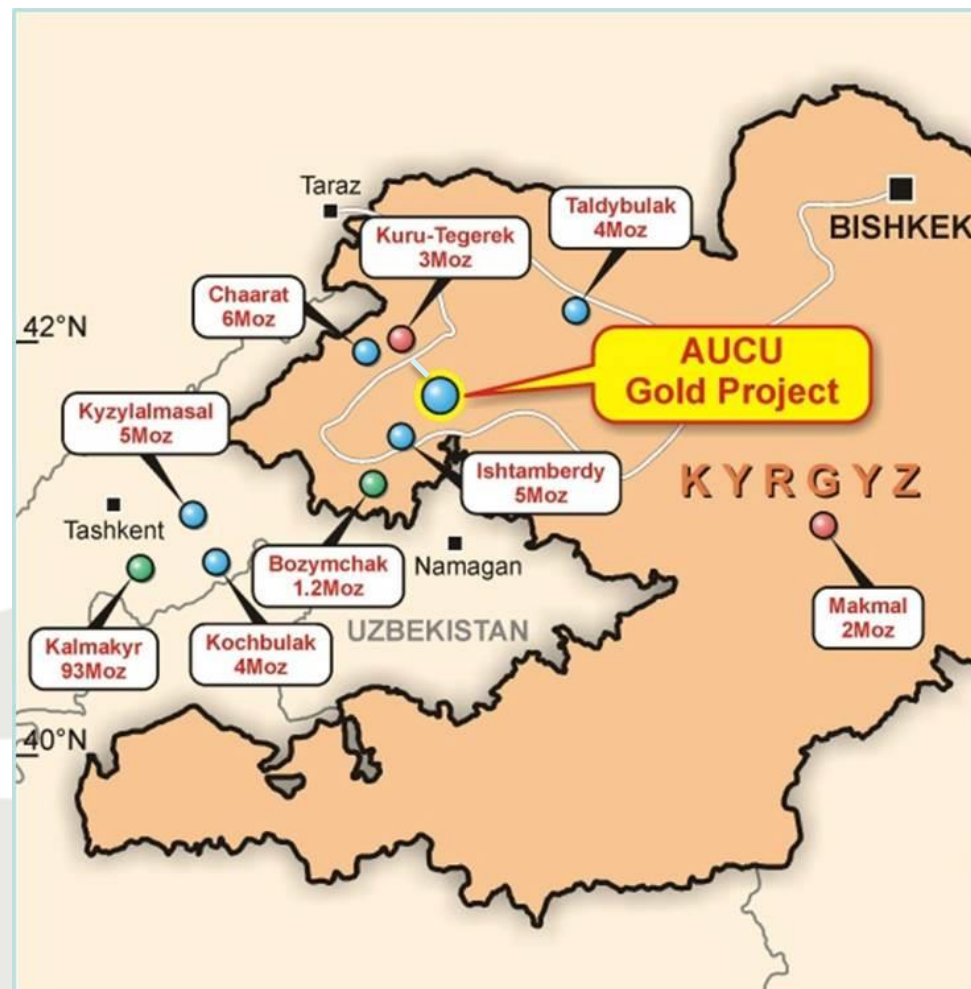 Taraz
Taldybulak
4Moz
BISHKEK
Kuru-Tegerek
3Moz
Chaarat
6Moz
42°N
AUCU
Gold Project
Kyzylalmasal
5Moz
Ishtamberdy
5Moz
KYRGYZ
Tashkent
Bozymchak
1.2Moz
Namagan
Makmal
2Moz
UZBEKISTAN
Kalmakyr
93Moz
Kochbulak
4Moz
40°N